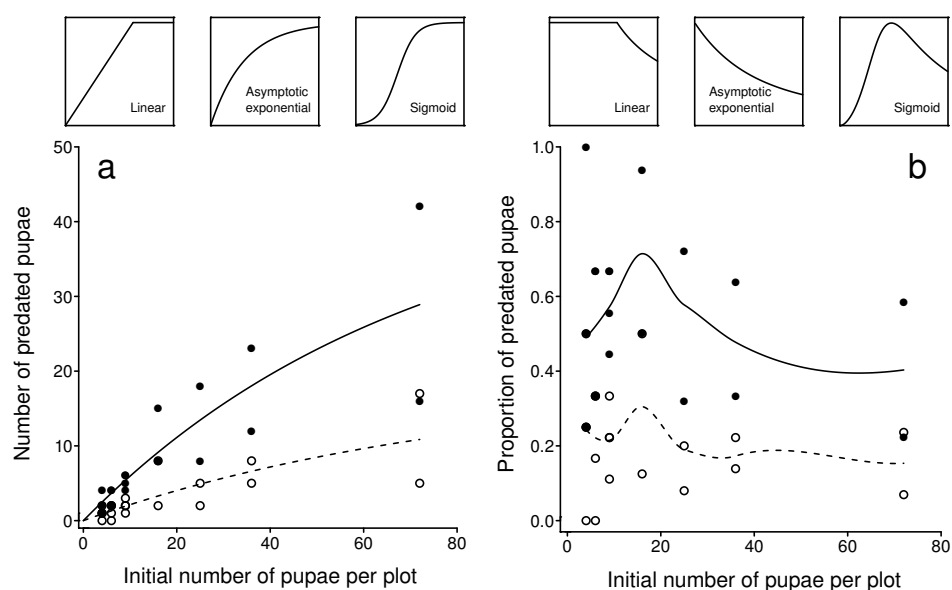 Linear
Asymptotic
exponential
Sigmoid
Linear
Asymptotic
exponential
Sigmoid
a
50
40
30
20
10
0
Number of predated pupae
0 20 40 60 80
Initial number of pupae per plot
b
1.0
0.8
0.6
0.4
0.2
0.0
Proportion of predated pupae
0 20 40 60 80
Initial number of pupae per plot